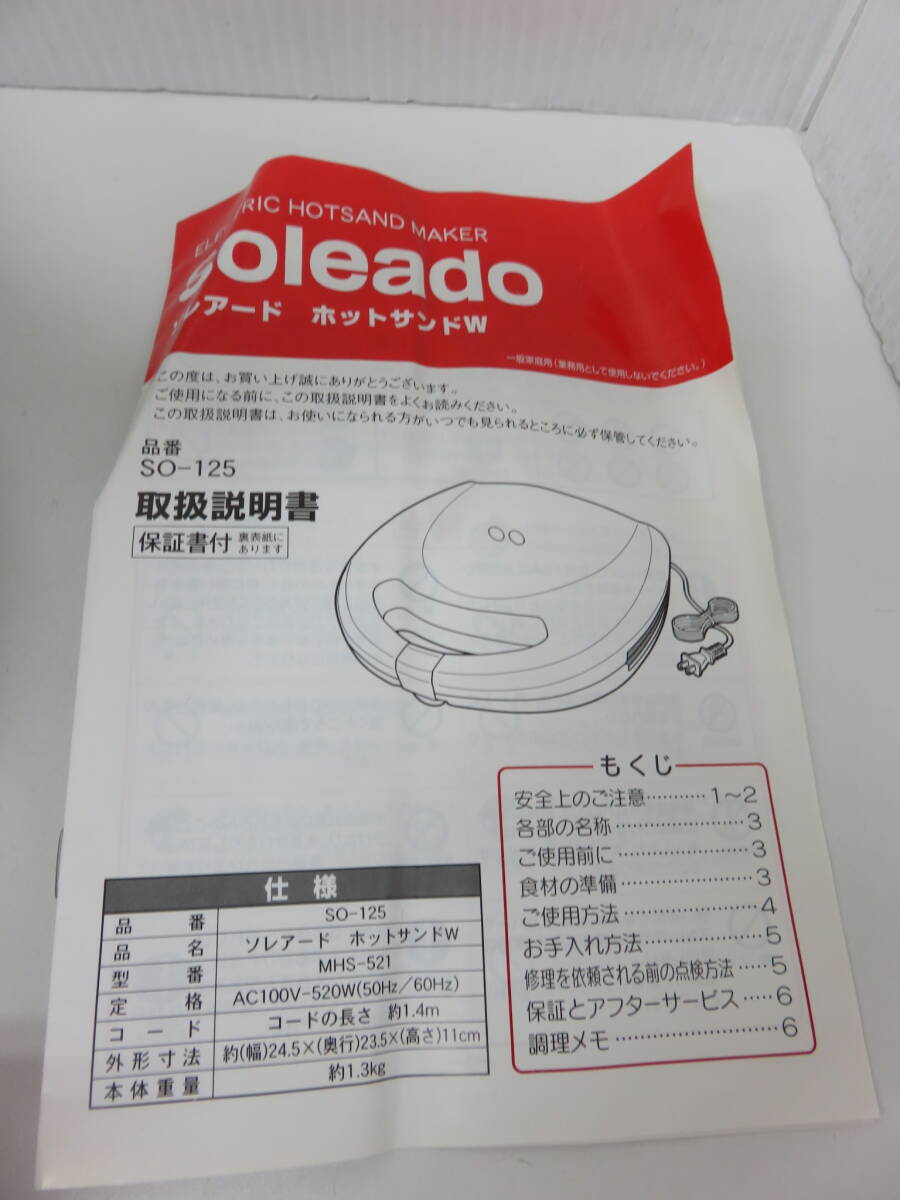 ELECTRIC HOTSAND MAKER
soleado
ソレアード ホットサンドW
一般家庭用(業務用として使用しないでください。)
この度は、お買い上げ誠にありがとうございます。
ご使用になる前に、この取扱説明書をよくお読みください。
この取扱説明書は、お使いになられる方がいつでも見られるところに必ず保管してください。
品番
SO-125
取扱説明書
保証書付 裏表紙に
あります
もくじ
安全上のご注意…………1〜2
各部の名称……………………3
ご使用前に……………………3
食材の準備……………………3
ご使用方法……………………4
お手入れ方法…………………5
修理を依頼される前の点検方法……5
保証とアフターサービス……6
調理メモ………………………6
仕様
品番 SO-125
品名 ソレアード ホットサンドW
型番 MHS-521
定格 AC100V-520W(50Hz/60Hz)
コード コードの長さ 約1.4m
外形寸法 約(幅)24.5×(奥行)23.5×(高さ)11cm
本体重量 約1.3kg